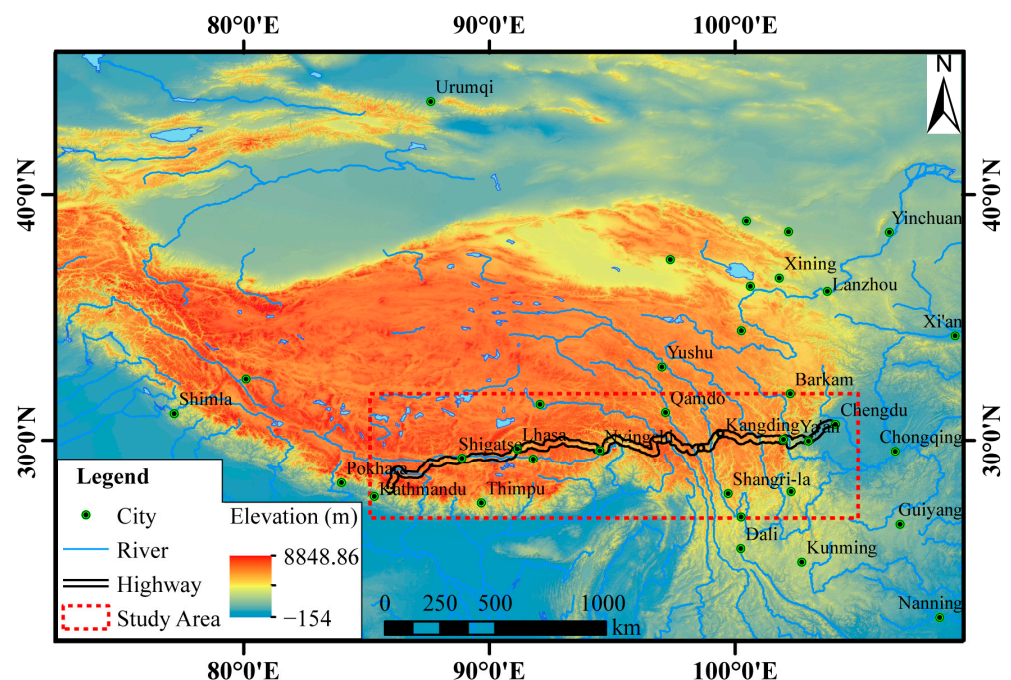 80°0'E 90°0'E 100°0'E
N
Urumqi
40°0'N
40°0'N
Yinchuan
Xining
Lanzhou
Xi'an
Yushu
Barkam
Shimla
Qamdo
Chengdu
Kangding
Ya'an
Lhasa
Nyingchi
Chongqing
30°0'N
30°0'N
Shigatse
Pokhara
Kathmandu
Thimpu
Shangri-la
Guiyang
Dali
Kunming
Nanning
Legend
City
River
Highway
Study Area
Elevation (m)
8848.86
−154
0 250 500 1000
km
80°0'E 90°0'E 100°0'E